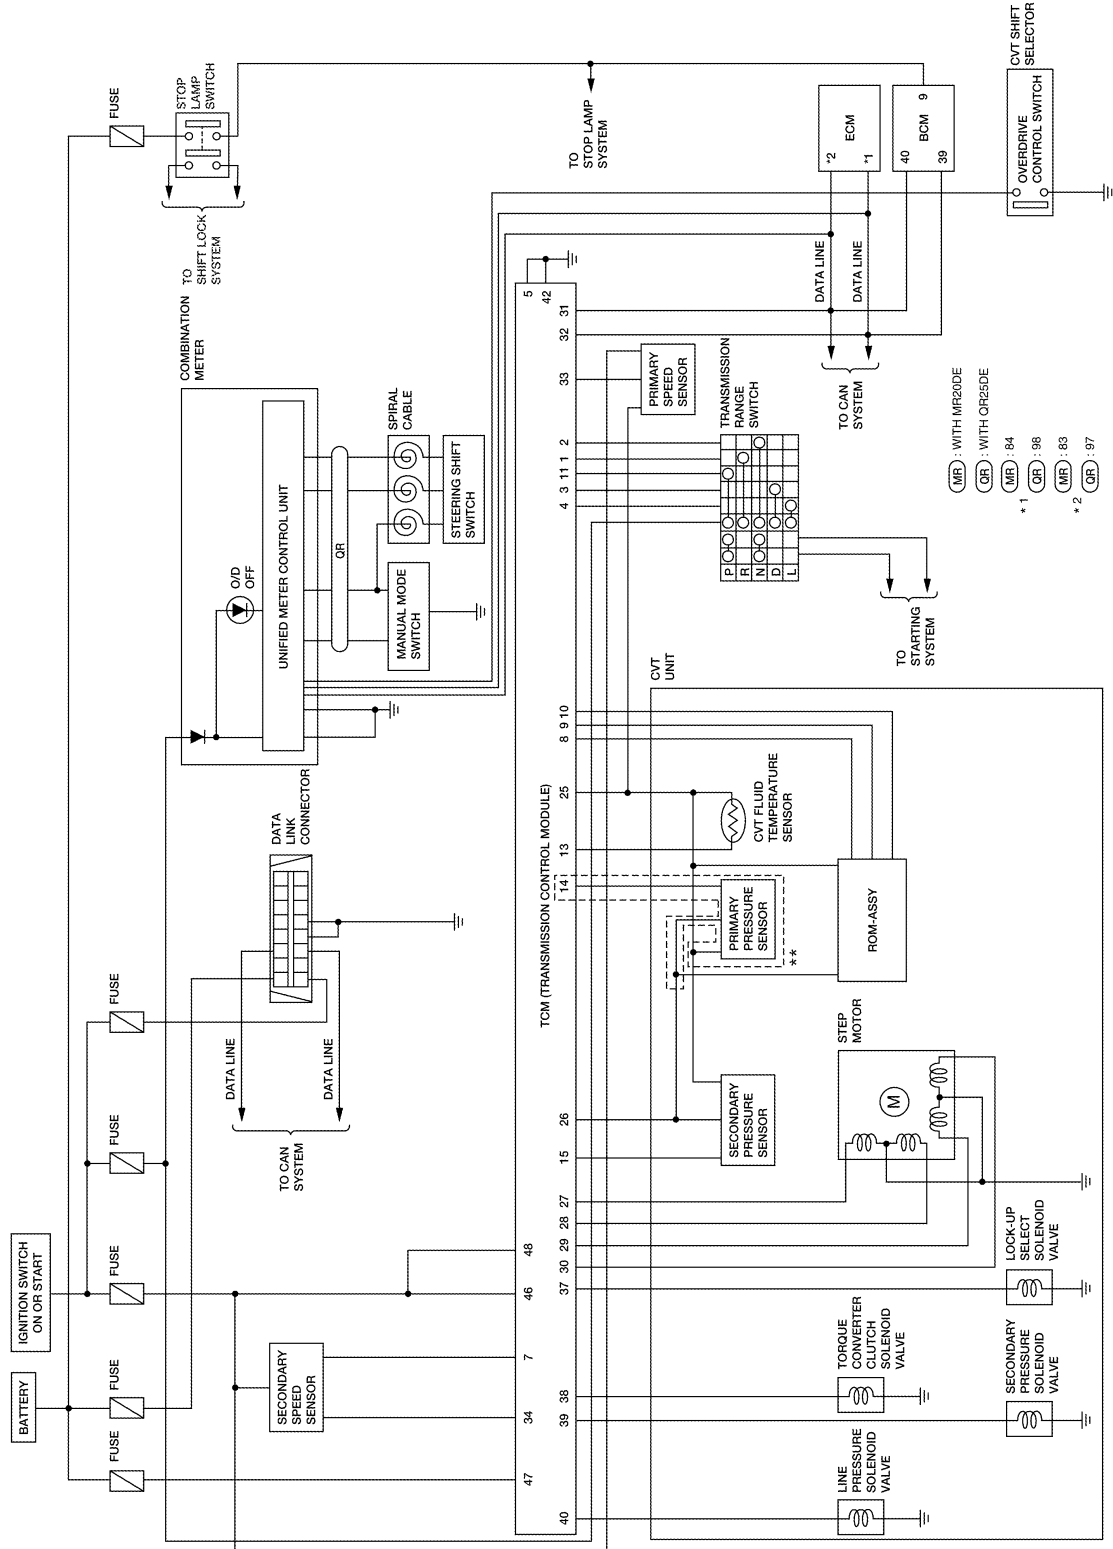 BATTERY
IGNITION SWITCH
ON OR START
FUSE
FUSE
FUSE
FUSE
FUSE
FUSE
STOP
LAMP
SWITCH
TO
SHIFT LOCK
SYSTEM
TO
STOP LAMP
SYSTEM
COMBINATION
METER
O/D
OFF
UNIFIED METER CONTROL UNIT
QR
SPIRAL
CABLE
STEERING SHIFT
SWITCH
MANUAL MODE
SWITCH
DATA
LINK
CONNECTOR
DATA LINE
DATA LINE
TO CAN
SYSTEM
SECONDARY
SPEED
SENSOR
47
34
7
46
48
5
42
TCM (TRANSMISSION CONTROL MODULE)
40
39
38
37
30
29
28
27
15
26
14
13
25
8
9
10
4
3
11
1
2
33
32
31
ECM
*2
*1
BCM
9
40
39
CVT SHIFT
SELECTOR
OVERDRIVE
CONTROL SWITCH
DATA LINE
DATA LINE
TO CAN
SYSTEM
PRIMARY
SPEED
SENSOR
TRANSMISSION
RANGE
SWITCH
P
R
N
D
L
TO
STARTING
SYSTEM
CVT
UNIT
CVT FLUID
TEMPERATURE
SENSOR
PRIMARY
PRESSURE
SENSOR
**
ROM-ASSY
SECONDARY
PRESSURE
SENSOR
STEP
MOTOR
M
LINE
PRESSURE
SOLENOID
VALVE
TORQUE
CONVERTER
CLUTCH
SOLENOID
VALVE
SECONDARY
PRESSURE
SOLENOID
VALVE
LOCK-UP
SELECT
SOLENOID
VALVE
MR : WITH MR20DE
QR : WITH QR25DE
*1
MR : 84
QR : 98
*2
MR : 83
QR : 97